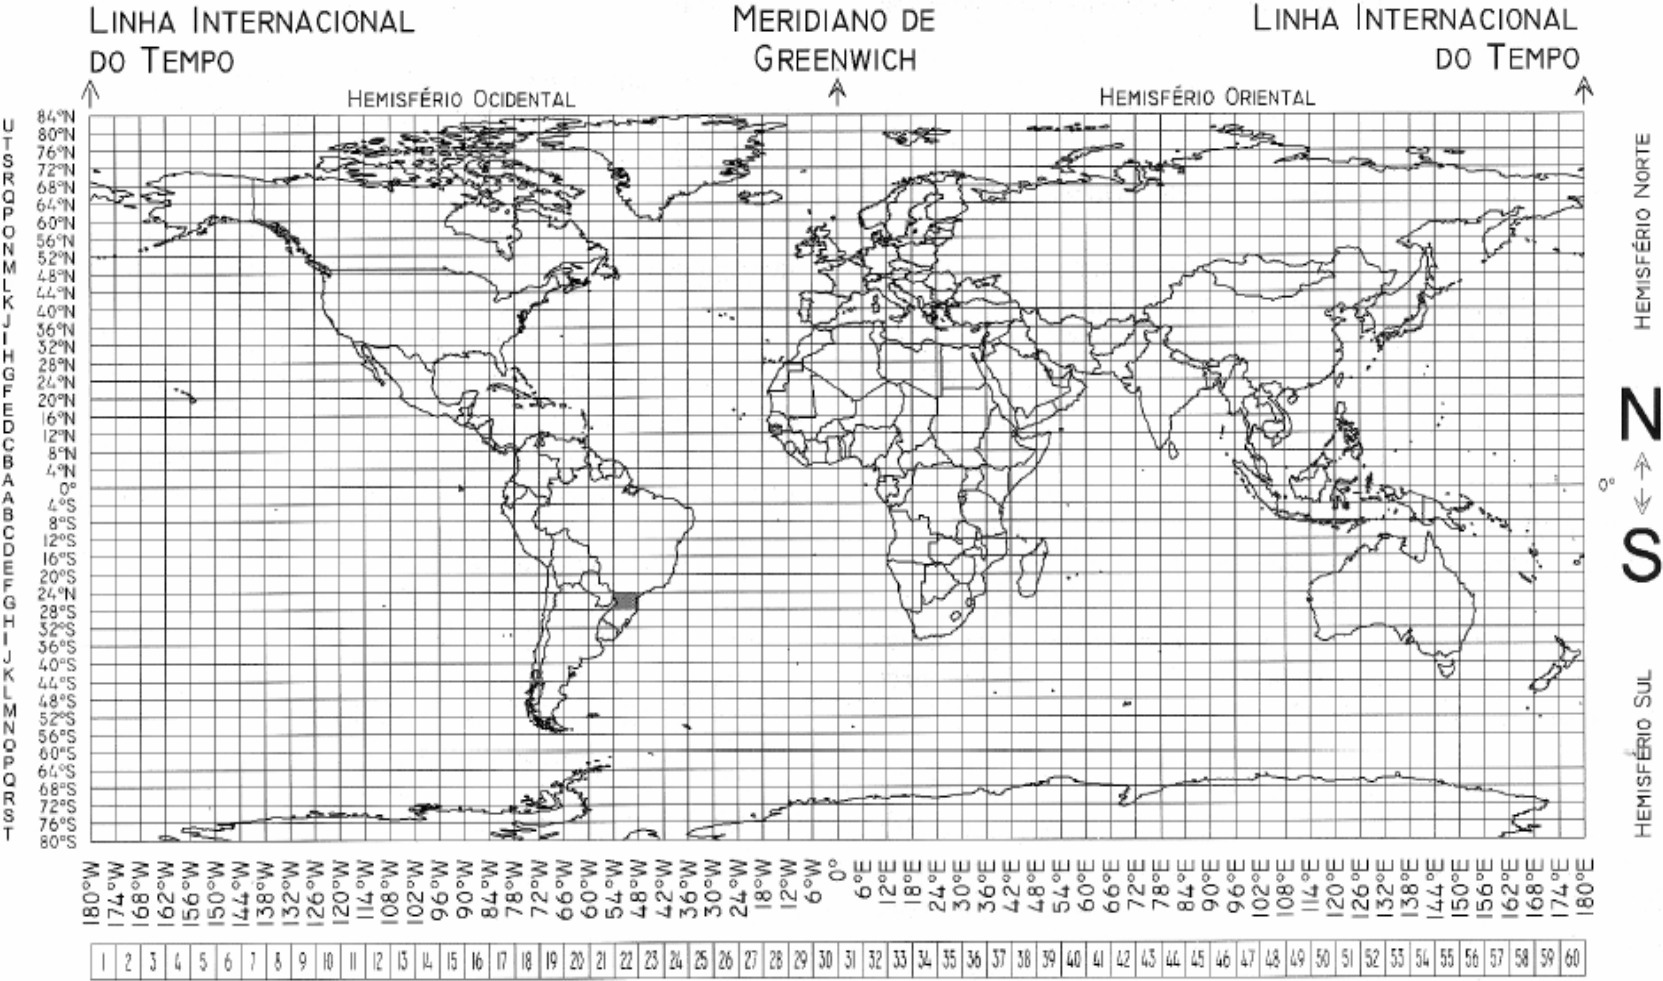 LINHA INTERNACIONAL
DO TEMPO
MERIDIANO DE
GREENWICH
LINHA INTERNACIONAL
DO TEMPO
HEMISFÉRIO OCIDENTAL
HEMISFÉRIO ORIENTAL
84°N
U
80°N
T
76°N
S
72°N
R
68°N
Q
64°N
P
60°N
O
56°N
N
52°N
M
48°N
L
44°N
K
40°N
J
36°N
I
32°N
H
28°N
G
24°N
F
20°N
E
16°N
D
12°N
C
8°N
B
4°N
A
0°
A
4°S
B
8°S
C
12°S
D
16°S
E
20°S
F
24°N
G
28°S
H
32°S
I
36°S
J
40°S
K
44°S
L
48°S
M
52°S
N
56°S
O
60°S
P
64°S
Q
68°S
R
72°S
S
76°S
T
80°S
HEMISFÉRIO NORTE
N
0°
S
HEMISFÉRIO SUL
180°W 174°W 168°W 162°W 156°W 150°W 144°W 138°W 132°W 126°W 120°W 114°W 108°W 102°W 96°W 90°W 84°W 78°W 72°W 66°W 60°W 54°W 48°W 42°W 36°W 30°W 24°W 18°W 12°W 6°W 0° 6°E 12°E 18°E 24°E 30°E 36°E 42°E 48°E 54°E 60°E 66°E 72°E 78°E 84°E 90°E 96°E 102°E 108°E 114°E 120°E 126°E 132°E 138°E 144°E 150°E 156°E 168°E 174°E 180°E
1 2 3 4 5 6 7 8 9 10 11 12 13 14 15 16 17 18 19 20 21 22 23 24 25 26 27 28 29 30 31 32 33 34 35 36 37 38 39 40 41 42 43 44 45 46 47 48 49 50 51 52 53 54 55 56 57 58 59 60